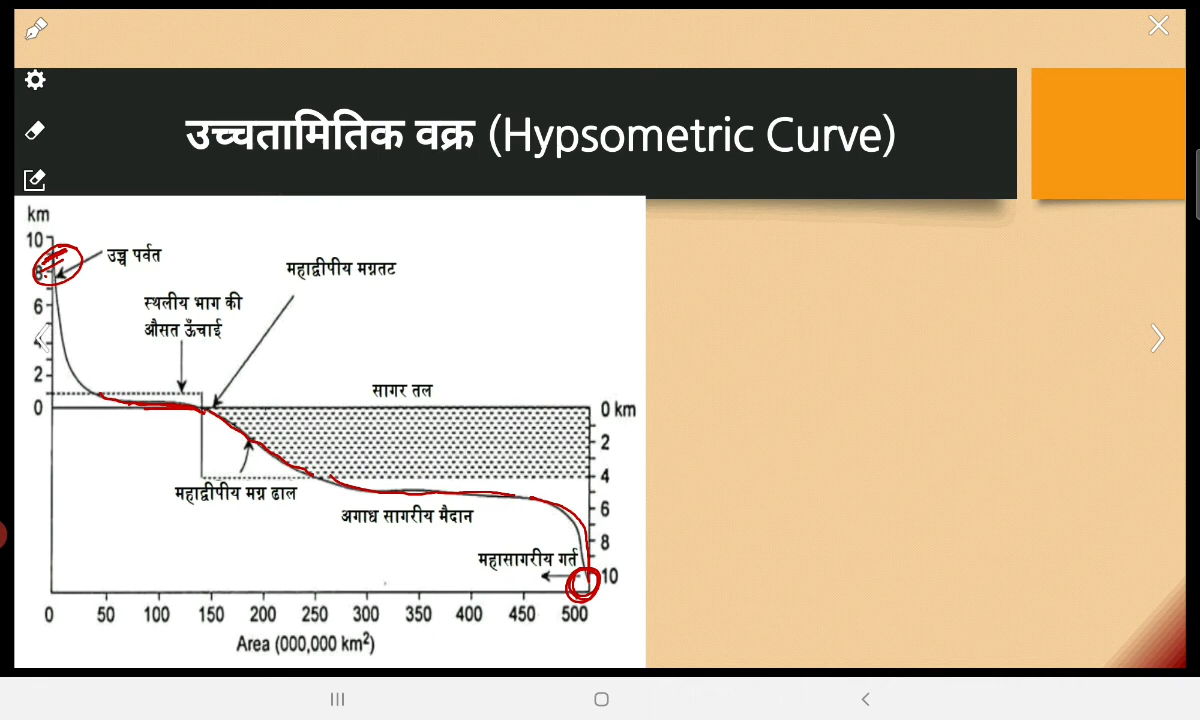 उच्चतामितिक वक्र (Hypsometric Curve)
km
10
उच्च पर्वत
8
महाद्वीपीय मग्नतट
स्थलीय भाग की
औसत ऊँचाई
6
4
2
सागर तल
0
0 km
2
4
महाद्वीपीय मग्न ढाल
अगाध सागरीय मैदान
6
8
महासागरीय गर्त
10
0 50 100 150 200 250 300 350 400 450 500
Area (000,000 km²)